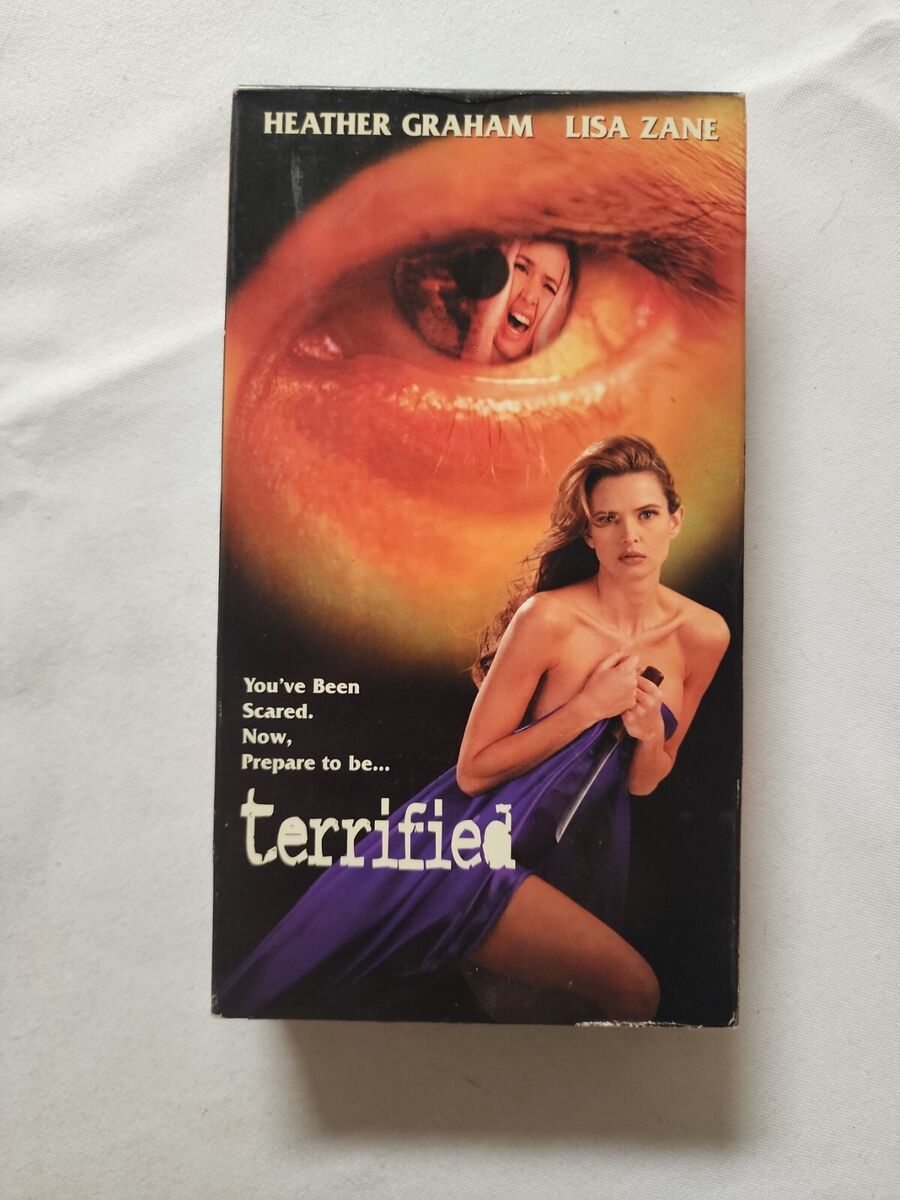 HEATHER GRAHAM LISA ZANE
You've Been
Scared.
Now,
Prepare to be...
terrified